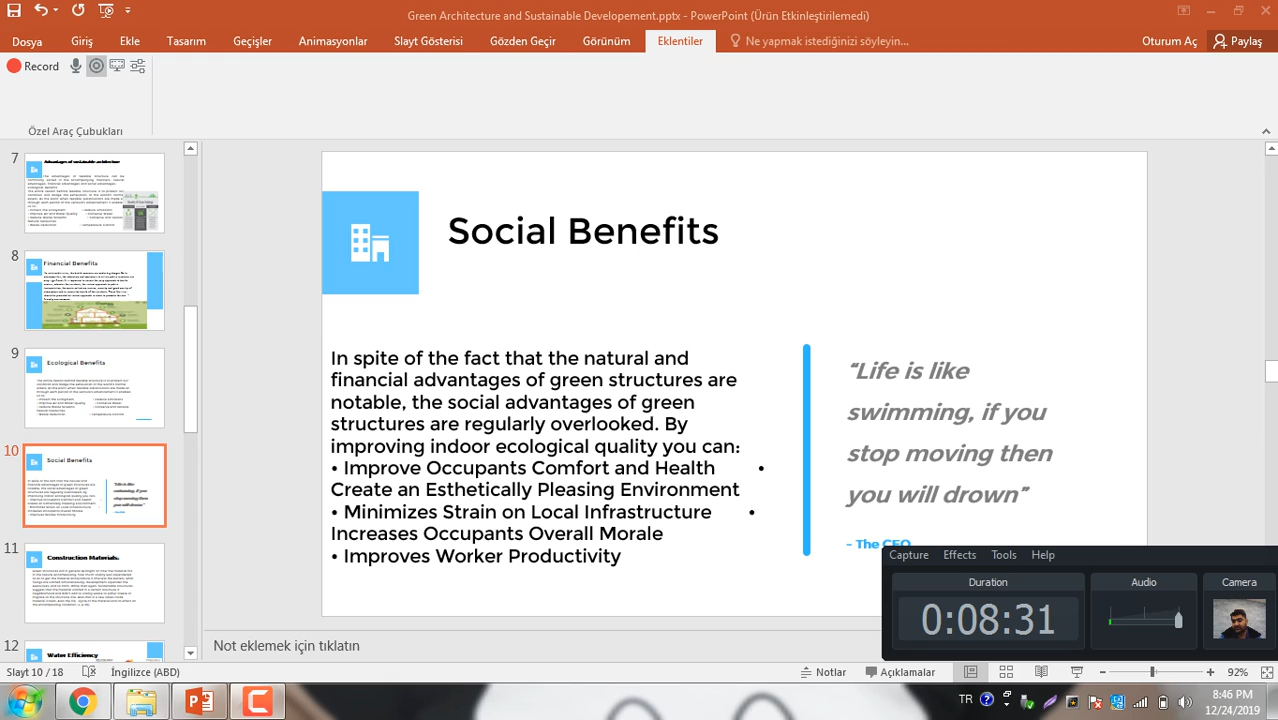 Green Architecture and Sustainable Developement.pptx - PowerPoint (Ürün Etkinleştirilemedi)
Dosya Giriş Ekle Tasarım Geçişler Animasyonlar Slayt Gösterisi Gözden Geçir Görünüm Eklentiler Ne yapmak istediğinizi söyleyin... Oturum Aç Paylaş
Record
Özel Araç Çubukları
7
Advantages of sustainable architecture
8
Financial Benefits
9
Ecological Benefits
10
Social Benefits
11
Construction Materials.
12
Water Efficiency
Social Benefits
In spite of the fact that the natural and
financial advantages of green structures are
notable, the social advantages of green
structures are regularly overlooked. By
improving indoor ecological quality you can:
• Improve Occupants Comfort and Health •
Create an Esthetically Pleasing Environment
• Minimizes Strain on Local Infrastructure •
Increases Occupants Overall Morale
• Improves Worker Productivity
“Life is like
swimming, if you
stop moving then
you will drown”
- The CEO
Not eklemek için tıklatın
Capture Effects Tools Help
Duration Audio Camera
0:08:31
Slayt 10 / 18 İngilizce (ABD) Notlar Açıklamalar 92%
TR 8:46 PM
12/24/2019